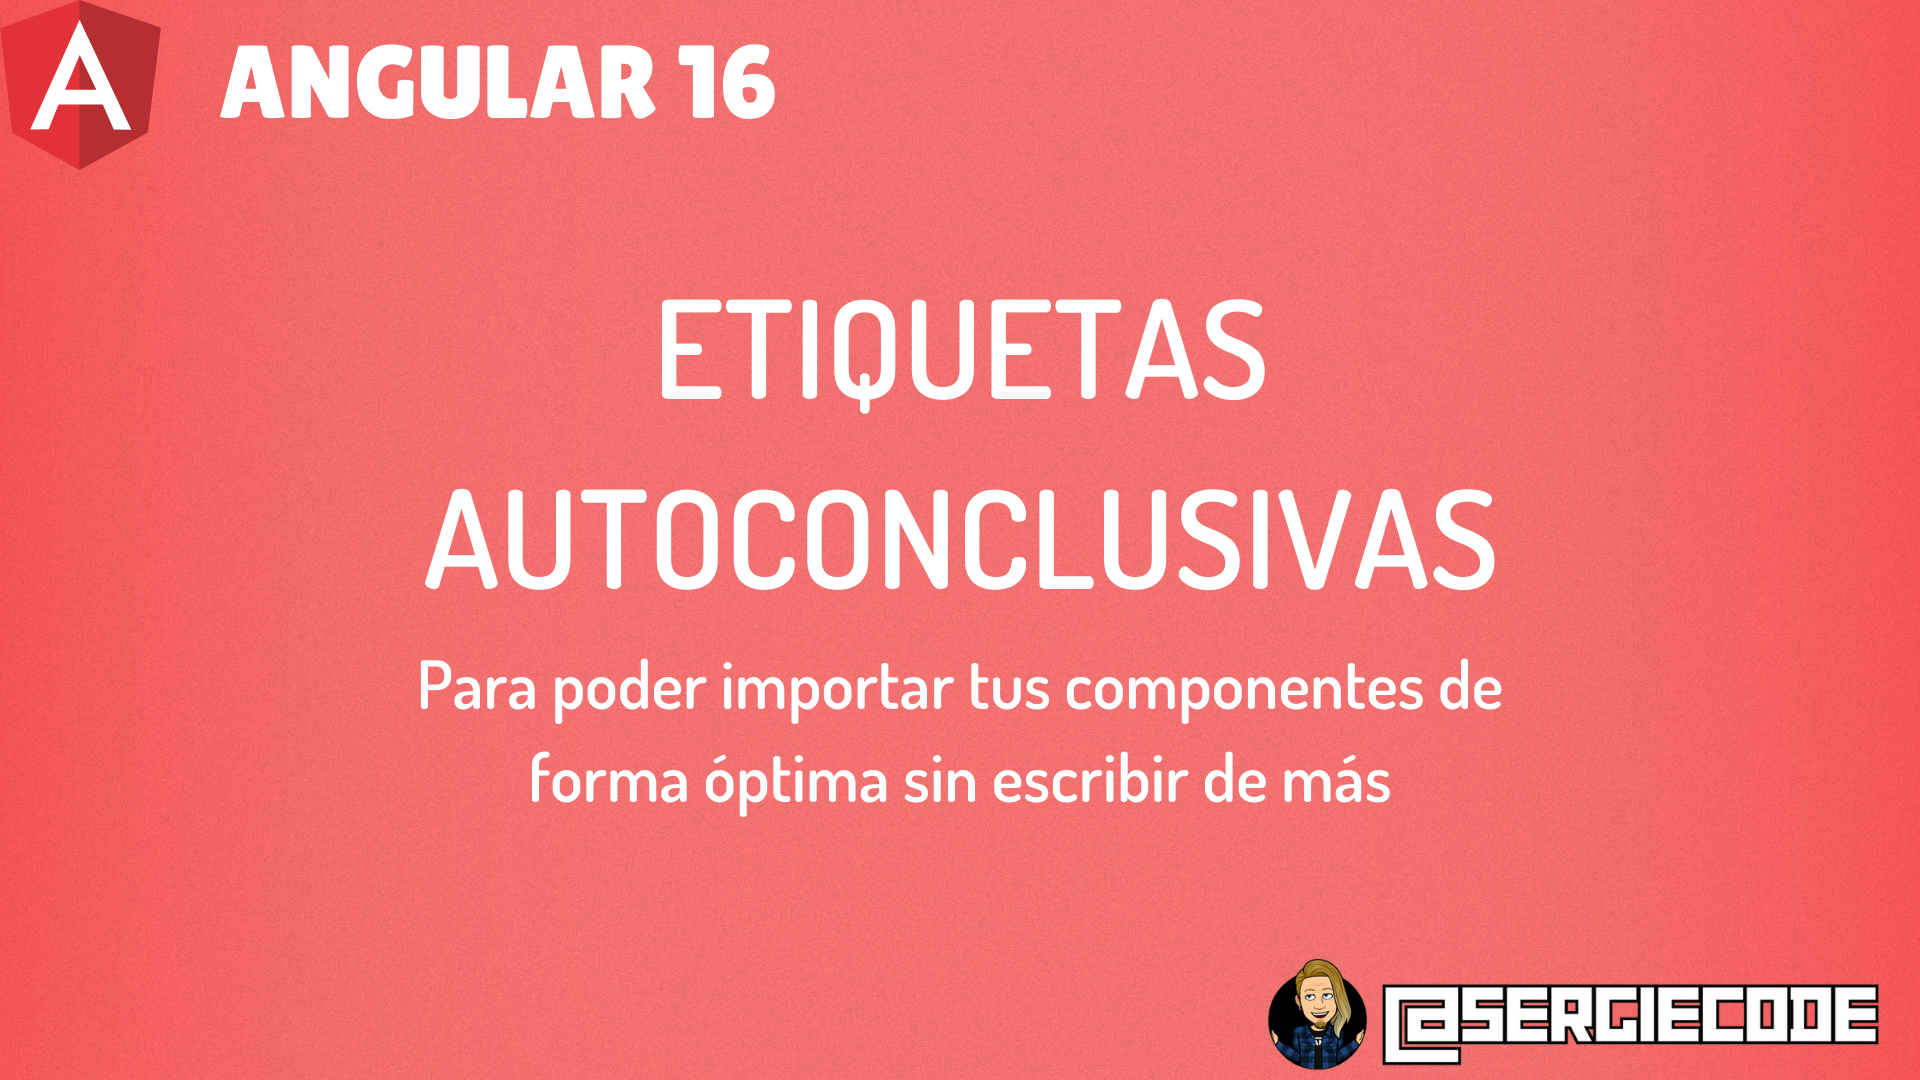 ANGULAR 16
ETIQUETAS
AUTOCONCLUSIVAS
Para poder importar tus componentes de
forma óptima sin escribir de más
@SERGIECODE